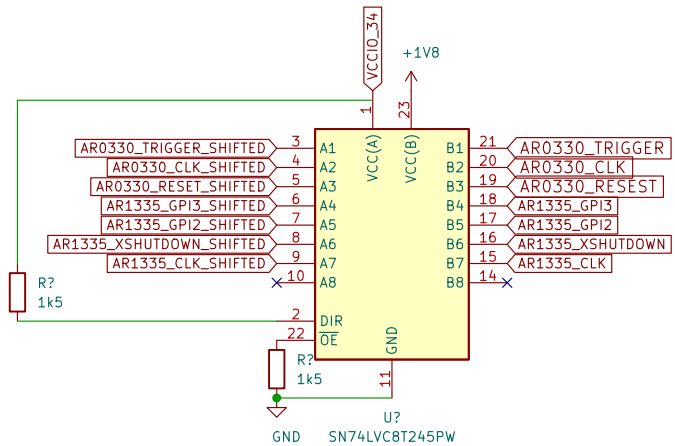 VCCIO_34
+1V8
1
23
VCC(A)
VCC(B)
AR0330_TRIGGER_SHIFTED 3 A1 B1 21 AR0330_TRIGGER
AR0330_CLK_SHIFTED 4 A2 B2 20 AR0330_CLK
AR0330_RESET_SHIFTED 5 A3 B3 19 AR0330_RESEST
AR1335_GPI3_SHIFTED 6 A4 B4 18 AR1335_GPI3
AR1335_GPI2_SHIFTED 7 A5 B5 17 AR1335_GPI2
AR1335_XSHUTDOWN_SHIFTED 8 A6 B6 16 AR1335_XSHUTDOWN
AR1335_CLK_SHIFTED 9 A7 B7 15 AR1335_CLK
10 A8 B8 14
R?
1k5
2 DIR
22 OE
GND
R?
1k5
11
GND
U?
SN74LVC8T245PW